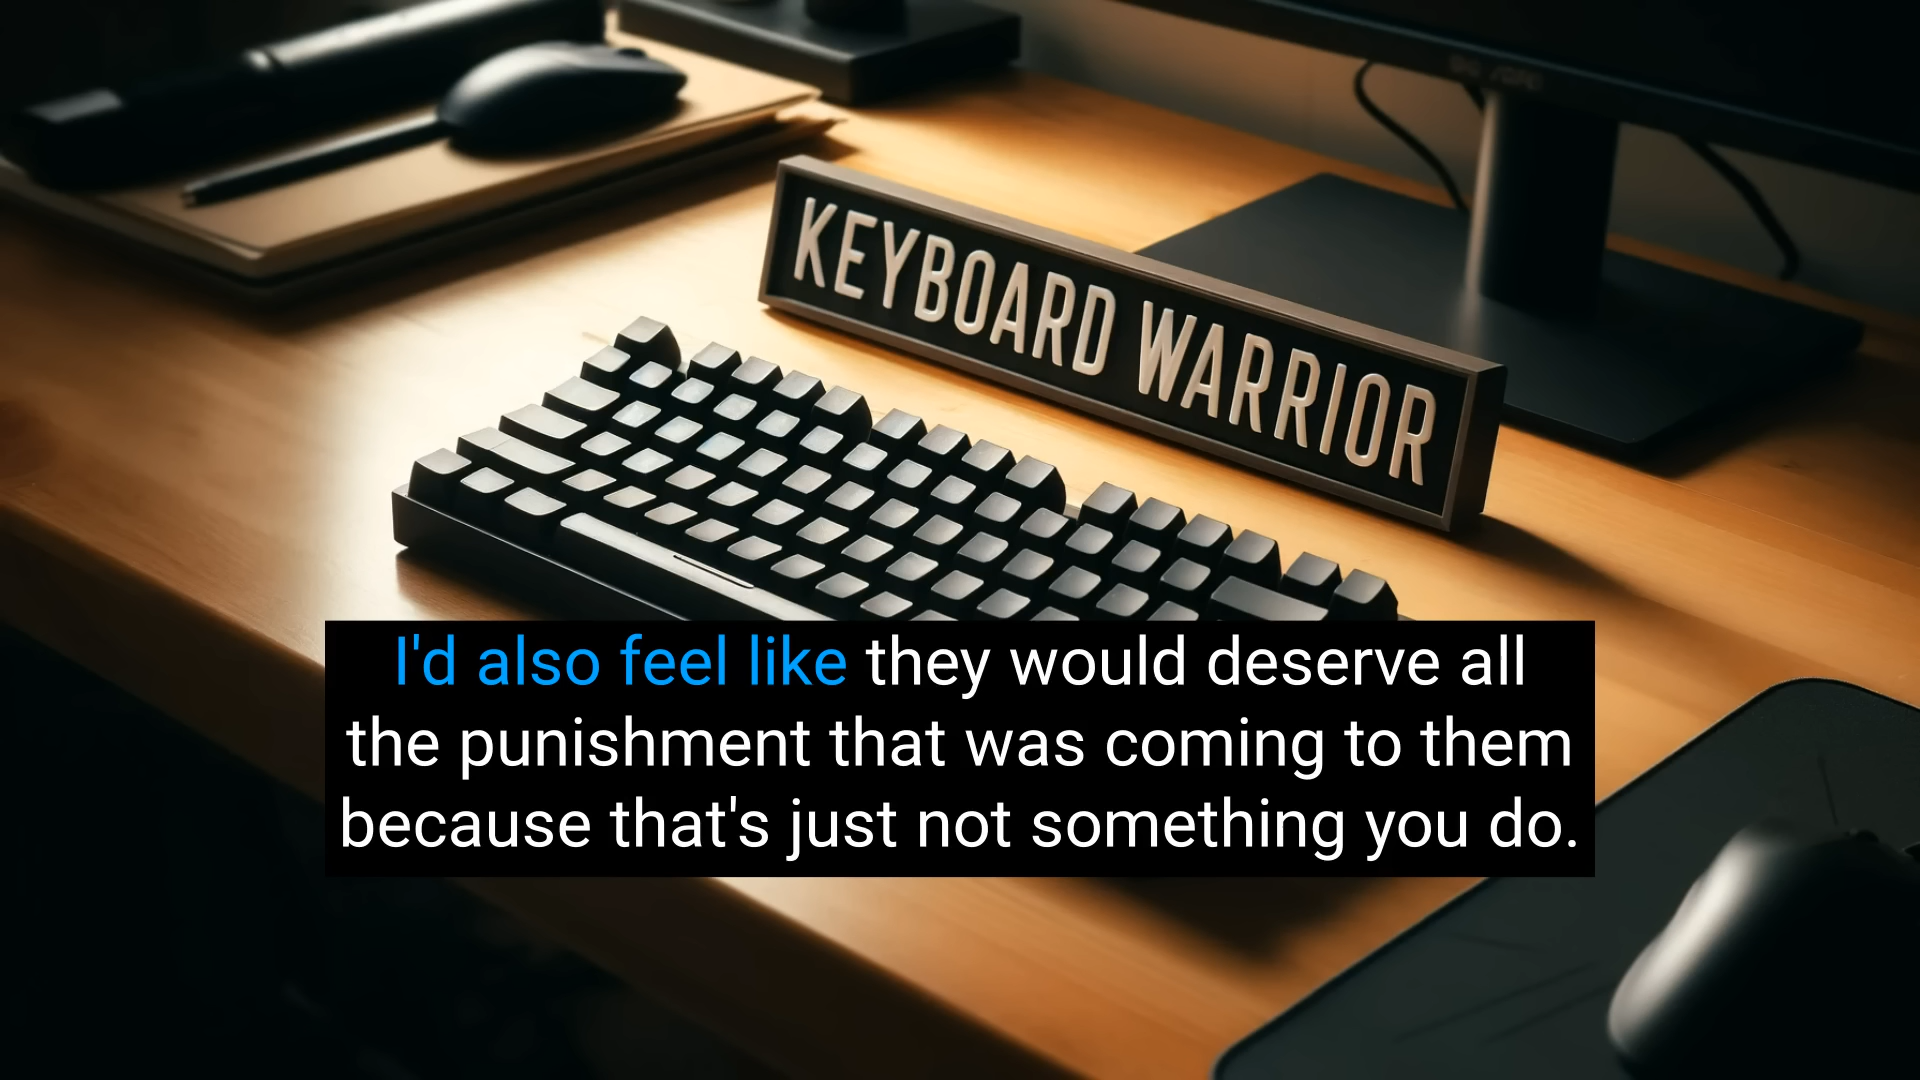 KEYBOARD WARRIOR
I'd also feel like they would deserve all
the punishment that was coming to them
because that's just not something you do.